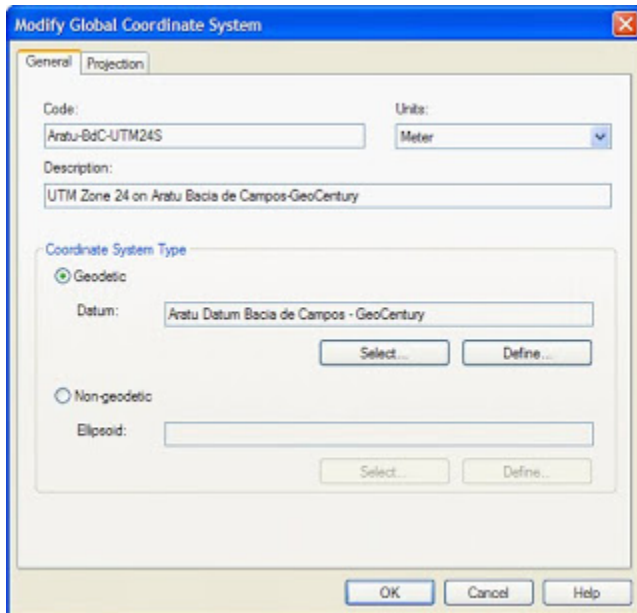 Modify Global Coordinate System
General Projection
Code: Units:
Aratu-BdC-UTM24S Meter
Description:
UTM Zone 24 on Aratu Bacia de Campos-GeoCentury
Coordinate System Type
Geodetic
Datum: Aratu Datum Bacia de Campos - GeoCentury
Select... Define...
Non-geodetic
Ellipsoid:
Select... Define...
OK Cancel Help